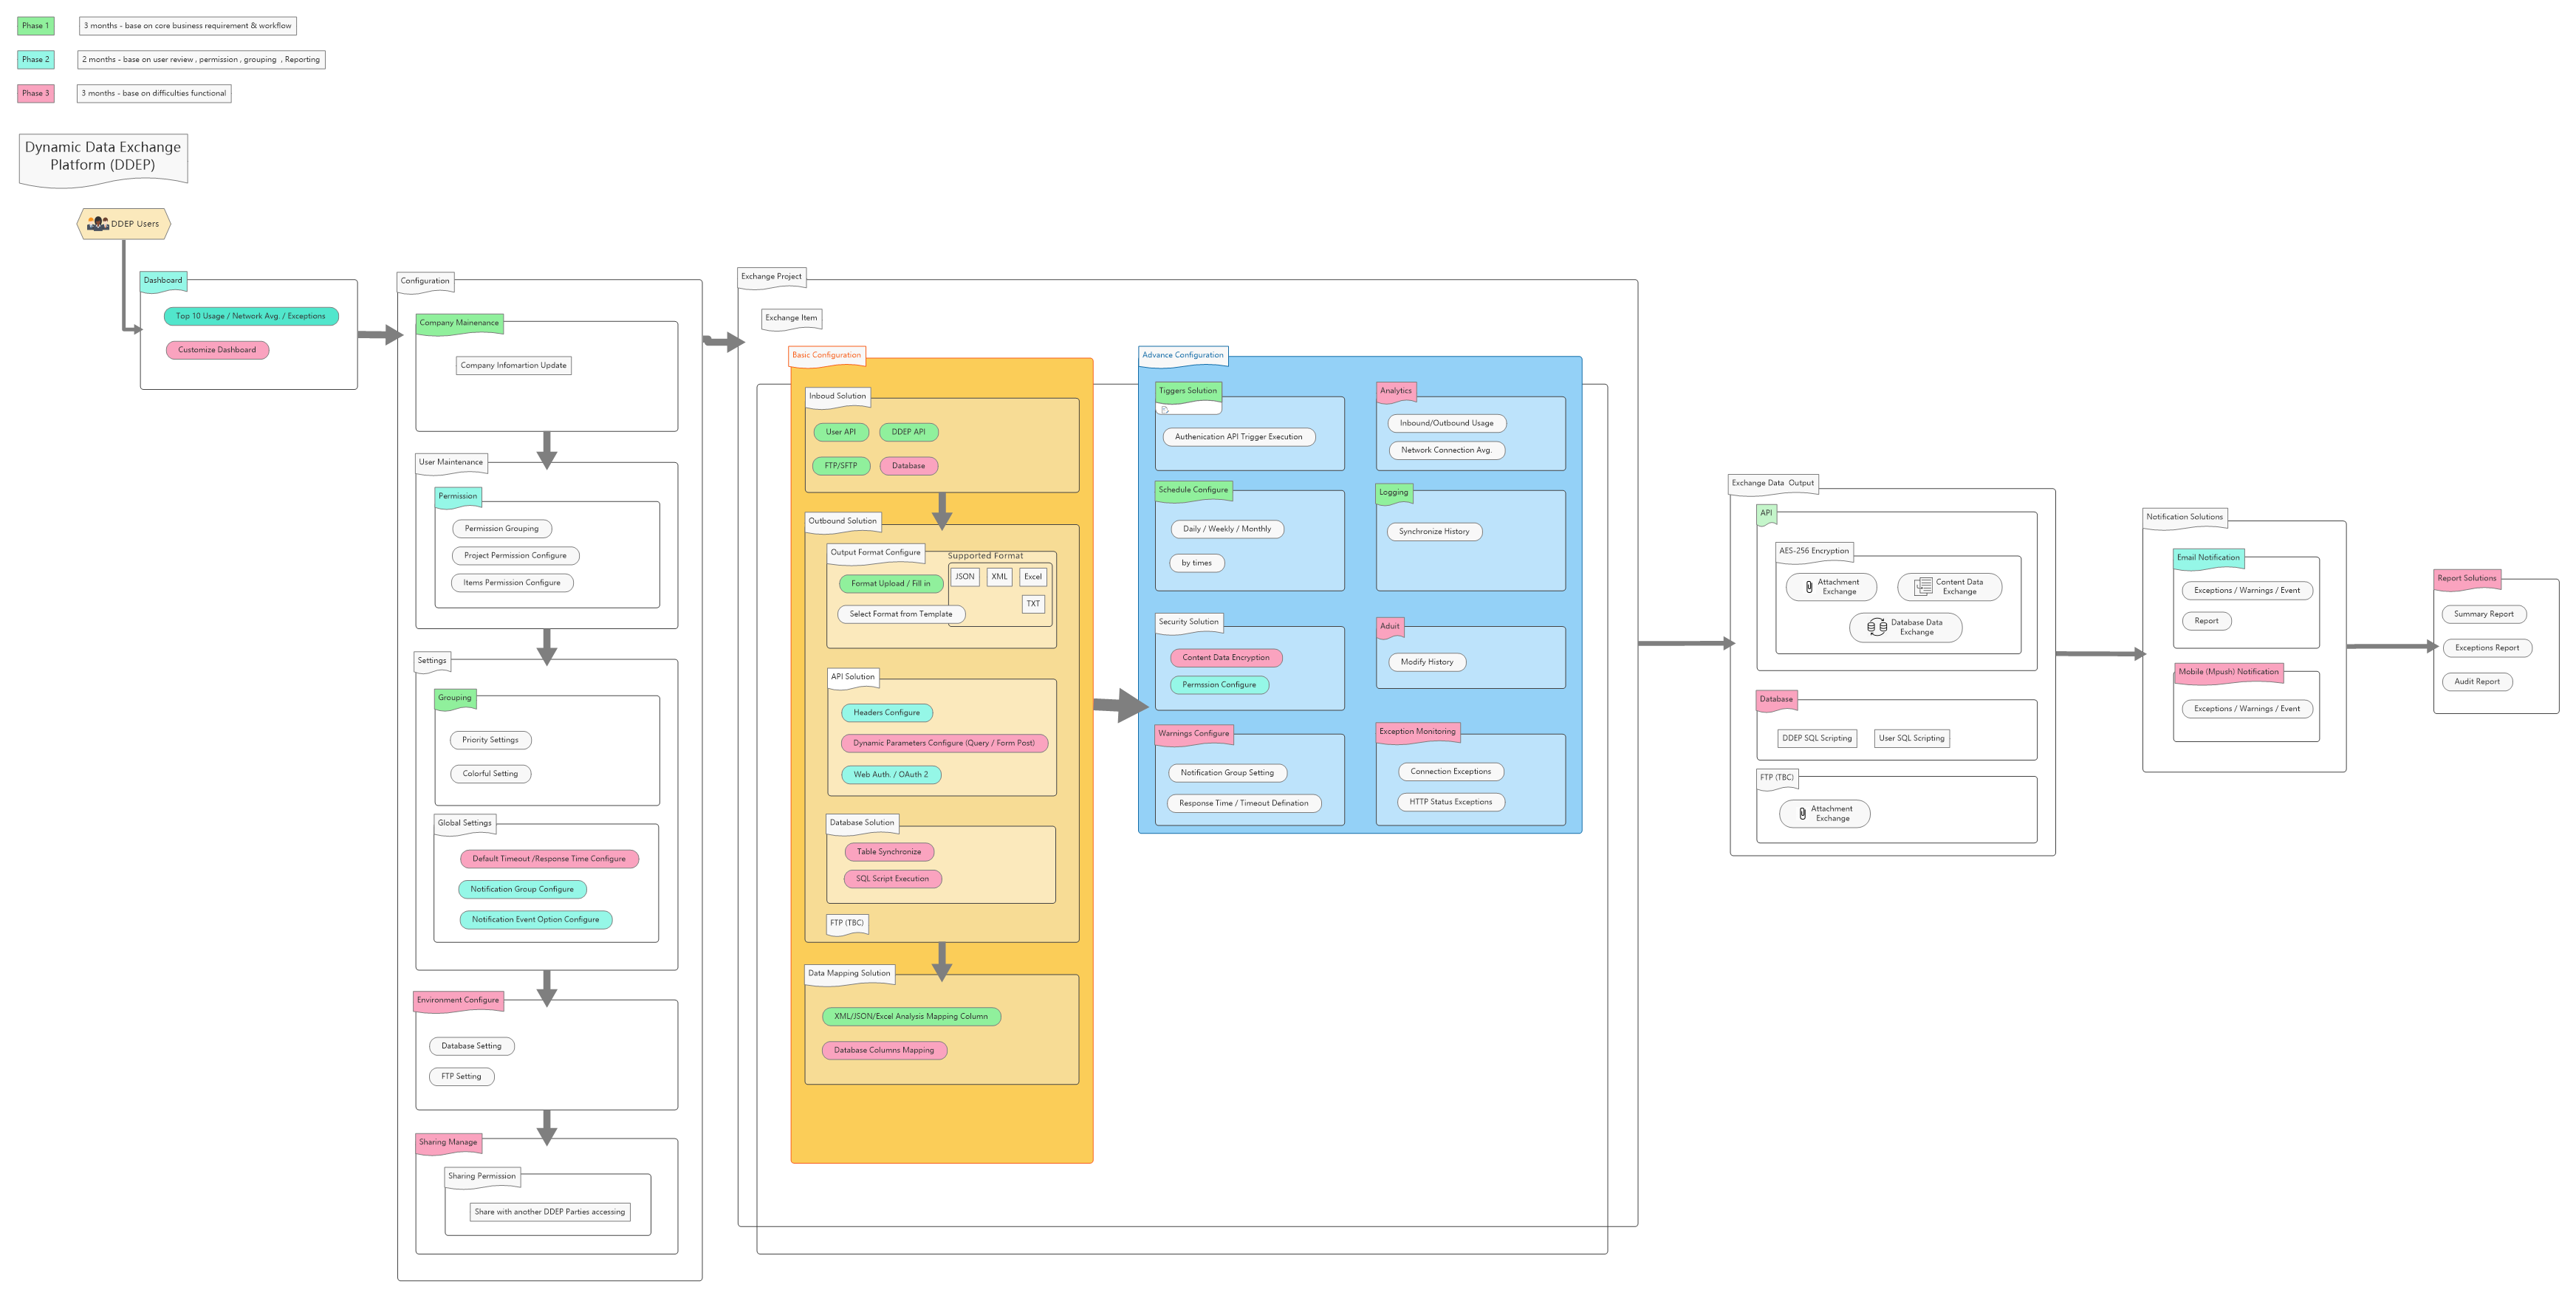 Phase 1
3 months - base on core business requirement & workflow
Phase 2
2 months - base on user review , permission , grouping , Reporting
Phase 3
3 months - base on difficulties functional
Dynamic Data Exchange
Platform (DDEP)
DDEP Users
Dashboard
Top 10 Usage / Network Avg. / Exceptions
Customize Dashboard
Configuration
Company Mainenance
Company Infomartion Update
User Maintenance
Permission
Permission Grouping
Project Permission Configure
Items Permission Configure
Settings
Grouping
Priority Settings
Colorful Setting
Global Settings
Default Timeout /Response Time Configure
Notification Group Configure
Notification Event Option Configure
Environment Configure
Database Setting
FTP Setting
Sharing Manage
Sharing Permission
Share with another DDEP Parties accessing
Exchange Project
Exchange Item
Basic Configuration
Inboud Solution
User API
DDEP API
FTP/SFTP
Database
Outbound Solution
Output Format Configure
Supported Format
Format Upload / Fill in
JSON
XML
Excel
TXT
Select Format from Template
API Solution
Headers Configure
Dynamic Parameters Configure (Query / Form Post)
Web Auth. / OAuth 2
Database Solution
Table Synchronize
SQL Script Execution
FTP (TBC)
Data Mapping Solution
XML/JSON/Excel Analysis Mapping Column
Database Columns Mapping
Advance Configuration
Tiggers Solution
Authenication API Trigger Execution
Analytics
Inbound/Outbound Usage
Network Connection Avg.
Schedule Configure
Daily / Weekly / Monthly
by times
Logging
Synchronize History
Security Solution
Content Data Encryption
Permssion Configure
Aduit
Modify History
Warnings Configure
Notification Group Setting
Response Time / Timeout Defination
Exception Monitoring
Connection Exceptions
HTTP Status Exceptions
Exchange Data Output
API
AES-256 Encryption
Attachment
Exchange
Content Data
Exchange
Database Data
Exchange
Database
DDEP SQL Scripting
User SQL Scripting
FTP (TBC)
Attachment
Exchange
Notification Solutions
Email Notification
Exceptions / Warnings / Event
Report
Mobile (Mpush) Notification
Exceptions / Warnings / Event
Report Solutions
Summary Report
Exceptions Report
Audit Report